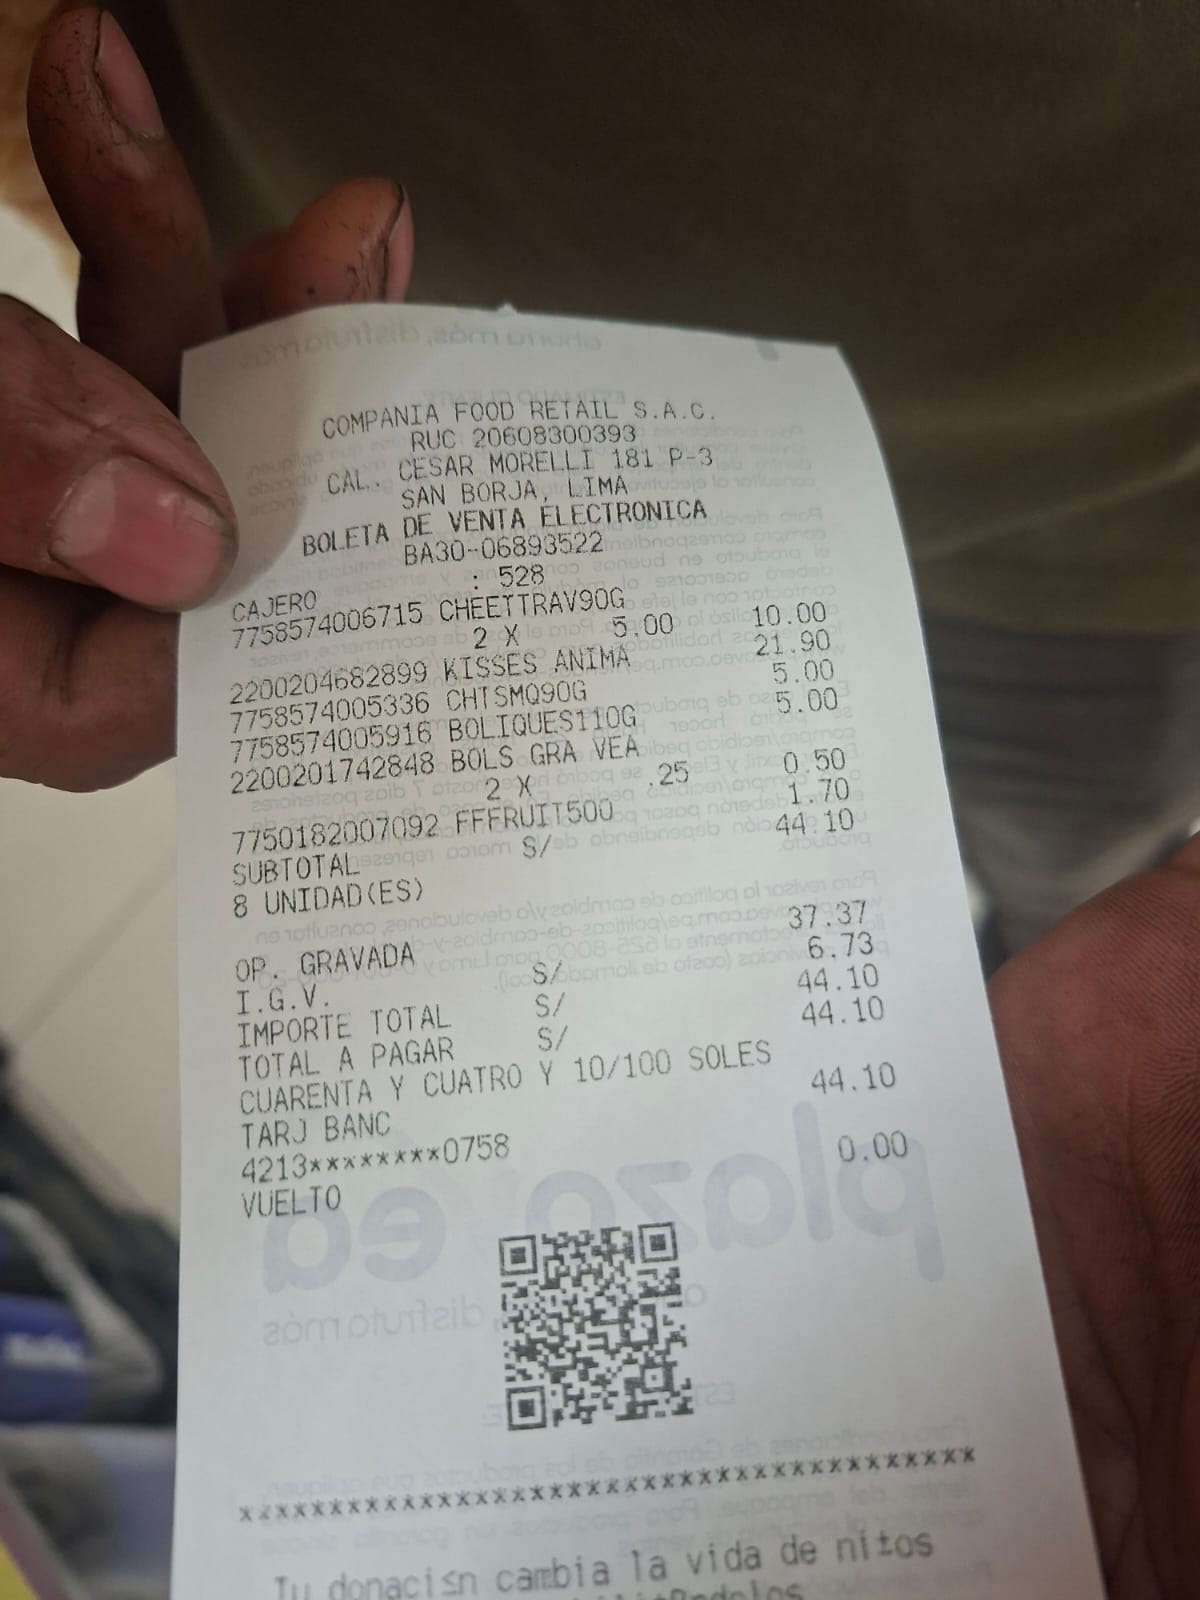 COMPANIA FOOD RETAIL S.A.C.
RUC 20608300393
CAL. CESAR MORELLI 181 P-3
SAN BORJA, LIMA
BOLETA DE VENTA ELECTRONICA
BA30-06893522
CAJERO : 528
7758574006715 CHEETTRAV90G
2 X 5.00 10.00
2200204682899 KISSES ANIMA 21.90
7758574005336 CHTSMQ90G 5.00
7758574005916 BOLIQUES110G 5.00
2200201742848 BOLS GRA VEA
2 X .25 0.50
7750182007092 FFFRUIT500 1.70
SUBTOTAL S/ 44.10
8 UNIDAD(ES)
OP. GRAVADA 37.37
I.G.V. S/ 6.73
IMPORTE TOTAL S/ 44.10
TOTAL A PAGAR S/ 44.10
CUARENTA Y CUATRO Y 10/100 SOLES
TARJ BANC 44.10
4213********0758
VUELTO 0.00
plaza vea
****************************************
Tu donacisn cambia la vida de nitos